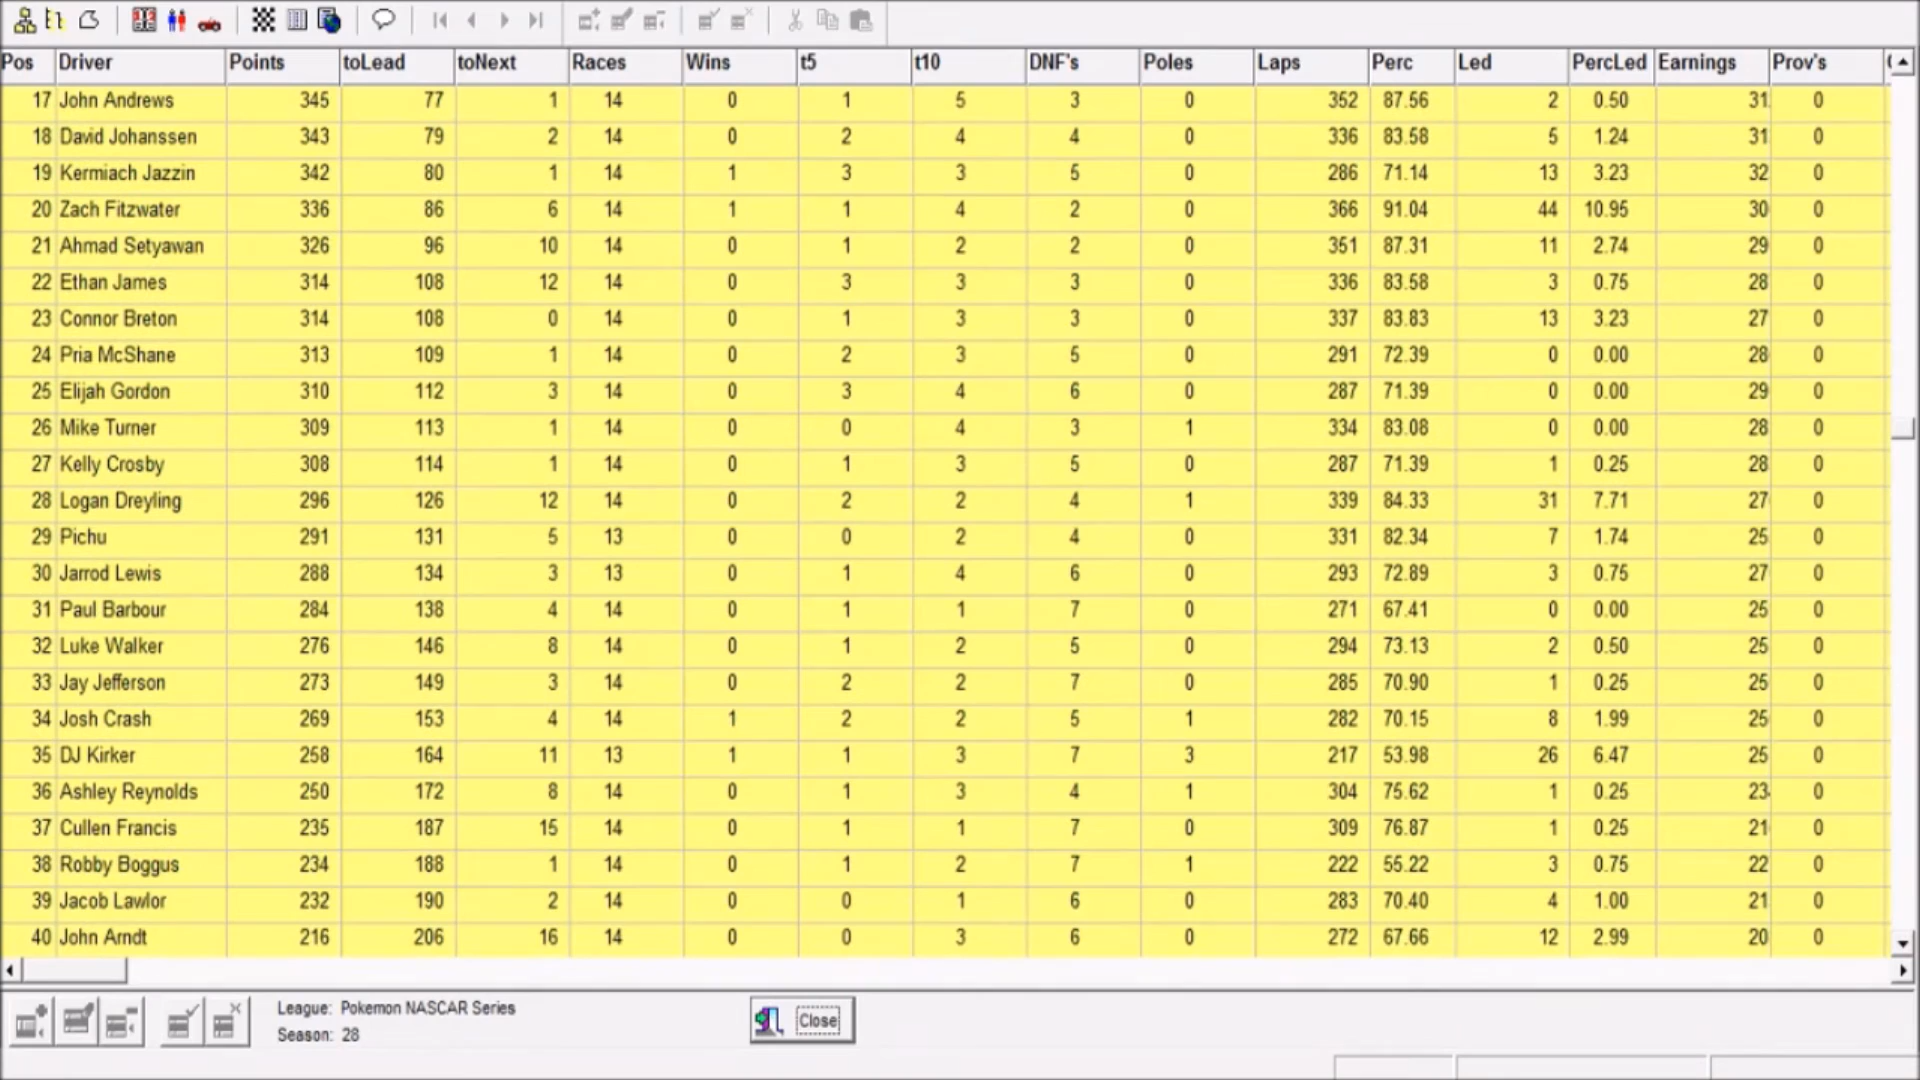 Pos Driver Points toLead toNext Races Wins t5 t10 DNF's Poles Laps Perc Led PercLed Earnings Prov's
17 John Andrews 345 77 1 14 0 1 5 3 0 352 87.56 2 0.50 31 0
18 David Johanssen 343 79 2 14 0 2 4 4 0 336 83.58 5 1.24 31 0
19 Kermiach Jazzin 342 80 1 14 1 3 3 5 0 286 71.14 13 3.23 32 0
20 Zach Fitzwater 336 86 6 14 1 1 4 2 0 366 91.04 44 10.95 30 0
21 Ahmad Setyawan 326 96 10 14 0 1 2 2 0 351 87.31 11 2.74 29 0
22 Ethan James 314 108 12 14 0 3 3 3 0 336 83.58 3 0.75 28 0
23 Connor Breton 314 108 0 14 0 1 3 3 0 337 83.83 13 3.23 27 0
24 Pria McShane 313 109 1 14 0 2 3 5 0 291 72.39 0 0.00 28 0
25 Elijah Gordon 310 112 3 14 0 3 4 6 0 287 71.39 0 0.00 29 0
26 Mike Turner 309 113 1 14 0 0 4 3 1 334 83.08 0 0.00 28 0
27 Kelly Crosby 308 114 1 14 0 1 3 5 0 287 71.39 1 0.25 28 0
28 Logan Dreyling 296 126 12 14 0 2 2 4 1 339 84.33 31 7.71 27 0
29 Pichu 291 131 5 13 0 0 2 4 0 331 82.34 7 1.74 25 0
30 Jarrod Lewis 288 134 3 13 0 1 4 6 0 293 72.89 3 0.75 27 0
31 Paul Barbour 284 138 4 14 0 1 1 7 0 271 67.41 0 0.00 25 0
32 Luke Walker 276 146 8 14 0 1 2 5 0 294 73.13 2 0.50 25 0
33 Jay Jefferson 273 149 3 14 0 2 2 7 0 285 70.90 1 0.25 25 0
34 Josh Crash 269 153 4 14 1 2 2 5 1 282 70.15 8 1.99 25 0
35 DJ Kirker 258 164 11 13 1 1 3 7 3 217 53.98 26 6.47 25 0
36 Ashley Reynolds 250 172 8 14 0 1 3 4 1 304 75.62 1 0.25 23 0
37 Cullen Francis 235 187 15 14 0 1 1 7 0 309 76.87 1 0.25 21 0
38 Robby Boggus 234 188 1 14 0 1 2 7 1 222 55.22 3 0.75 22 0
39 Jacob Lawlor 232 190 2 14 0 0 1 6 0 283 70.40 4 1.00 21 0
40 John Arndt 216 206 16 14 0 0 3 6 0 272 67.66 12 2.99 20 0
League: Pokemon NASCAR Series
Season: 28
Close